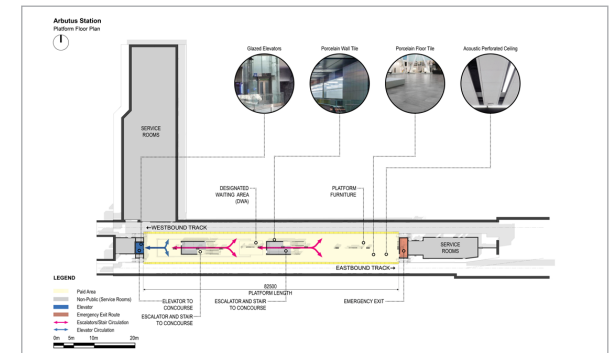 Arbutus Station
Platform Floor Plan
Glazed Elevators
Porcelain Wall Tile
Porcelain Floor Tile
Acoustic Perforated Ceiling
SERVICE
ROOMS
DESIGNATED
WAITING AREA
(DWA)
PLATFORM
FURNITURE
←WESTBOUND TRACK
SERVICE
ROOMS
EASTBOUND TRACK→
82500
PLATFORM LENGTH
ELEVATOR TO
CONCOURSE
ESCALATOR AND STAIR
TO CONCOURSE
ESCALATOR AND STAIR
TO CONCOURSE
EMERGENCY EXIT
LEGEND
Paid Area
Non-Public (Service Rooms)
Elevator
Emergency Exit Route
Escalators/Stair Circulation
Elevator Circulation
0m 5m 10m 20m